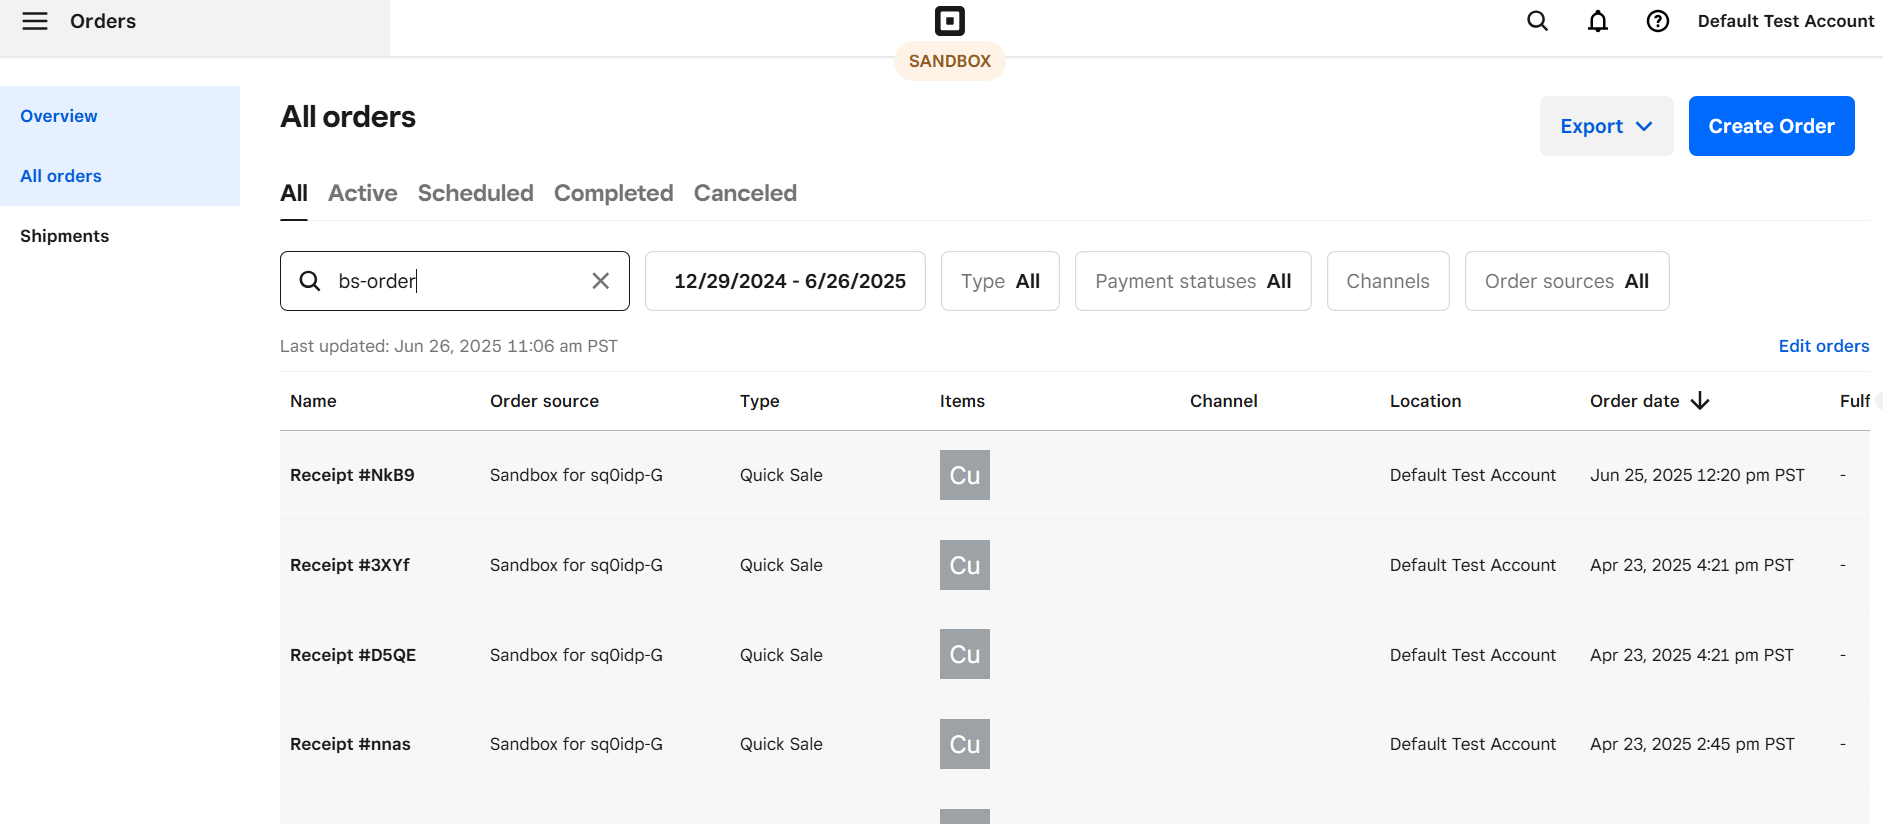 Orders
Default Test Account
SANDBOX
Overview
All orders
Shipments
All orders
Export
Create Order
All Active Scheduled Completed Canceled
bs-order
12/29/2024 - 6/26/2025
Type All
Payment statuses All
Channels
Order sources All
Last updated: Jun 26, 2025 11:06 am PST
Edit orders
Name Order source Type Items Channel Location Order date Fulf
Receipt #NkB9 Sandbox for sq0idp-G Quick Sale Cu Default Test Account Jun 25, 2025 12:20 pm PST -
Receipt #3XYf Sandbox for sq0idp-G Quick Sale Cu Default Test Account Apr 23, 2025 4:21 pm PST -
Receipt #D5QE Sandbox for sq0idp-G Quick Sale Cu Default Test Account Apr 23, 2025 4:21 pm PST -
Receipt #nnas Sandbox for sq0idp-G Quick Sale Cu Default Test Account Apr 23, 2025 2:45 pm PST -